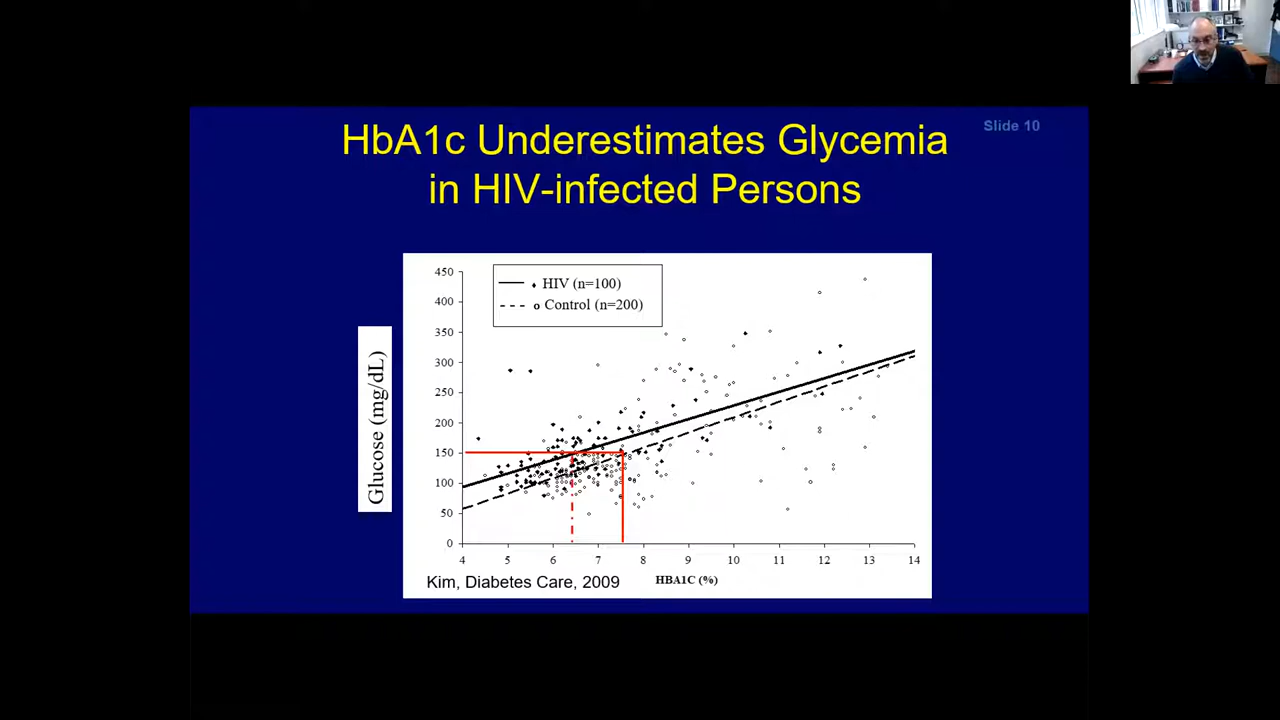 Slide 10
HbA1c Underestimates Glycemia
in HIV-infected Persons
HIV (n=100)
Control (n=200)
Glucose (mg/dL)
450
400
350
300
250
200
150
100
50
0
4 5 6 7 8 9 10 11 12 13 14
HBA1C (%)
Kim, Diabetes Care, 2009